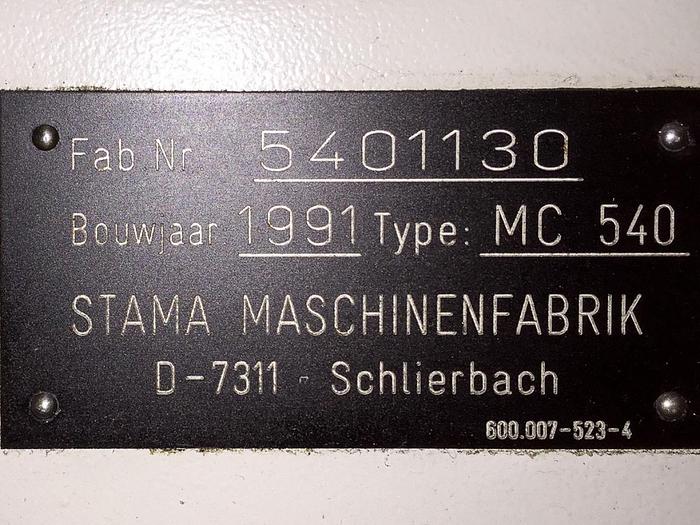 Fab.Nr 5401130
Bouwjaar 1991 Type: MC 540
STAMA MASCHINENFABRIK
D-7311 - Schlierbach
600.007-523-4